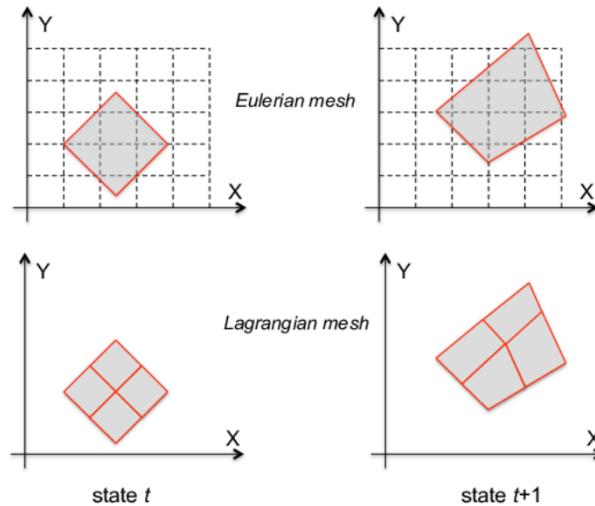 Y
X
Eulerian mesh
Y
X
Y
X
Lagrangian mesh
Y
X
state t
state t+1